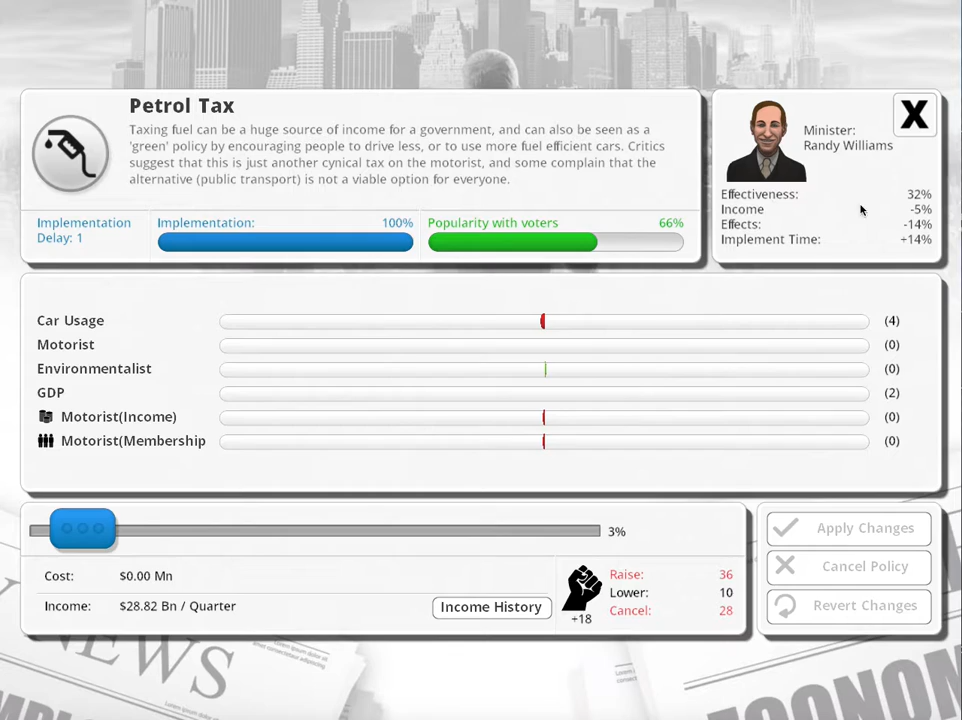 Petrol Tax
Taxing fuel can be a huge source of income for a government, and can also be seen as a
'green' policy by encouraging people to drive less, or to use more fuel efficient cars. Critics
suggest that this is just another cynical tax on the motorist, and some complain that the
alternative (public transport) is not a viable option for everyone.
Implementation
Delay: 1
Implementation: 100%
Popularity with voters 66%
X
Minister:
Randy Williams
Effectiveness: 32%
Income -5%
Effects: -14%
Implement Time: +14%
Car Usage (4)
Motorist (0)
Environmentalist (0)
GDP (2)
Motorist(Income) (0)
Motorist(Membership (0)
3%
Cost: $0.00 Mn
Income: $28.82 Bn / Quarter
Income History
+18
Raise: 36
Lower: 10
Cancel: 28
Apply Changes
Cancel Policy
Revert Changes
NEWS
ECONOM